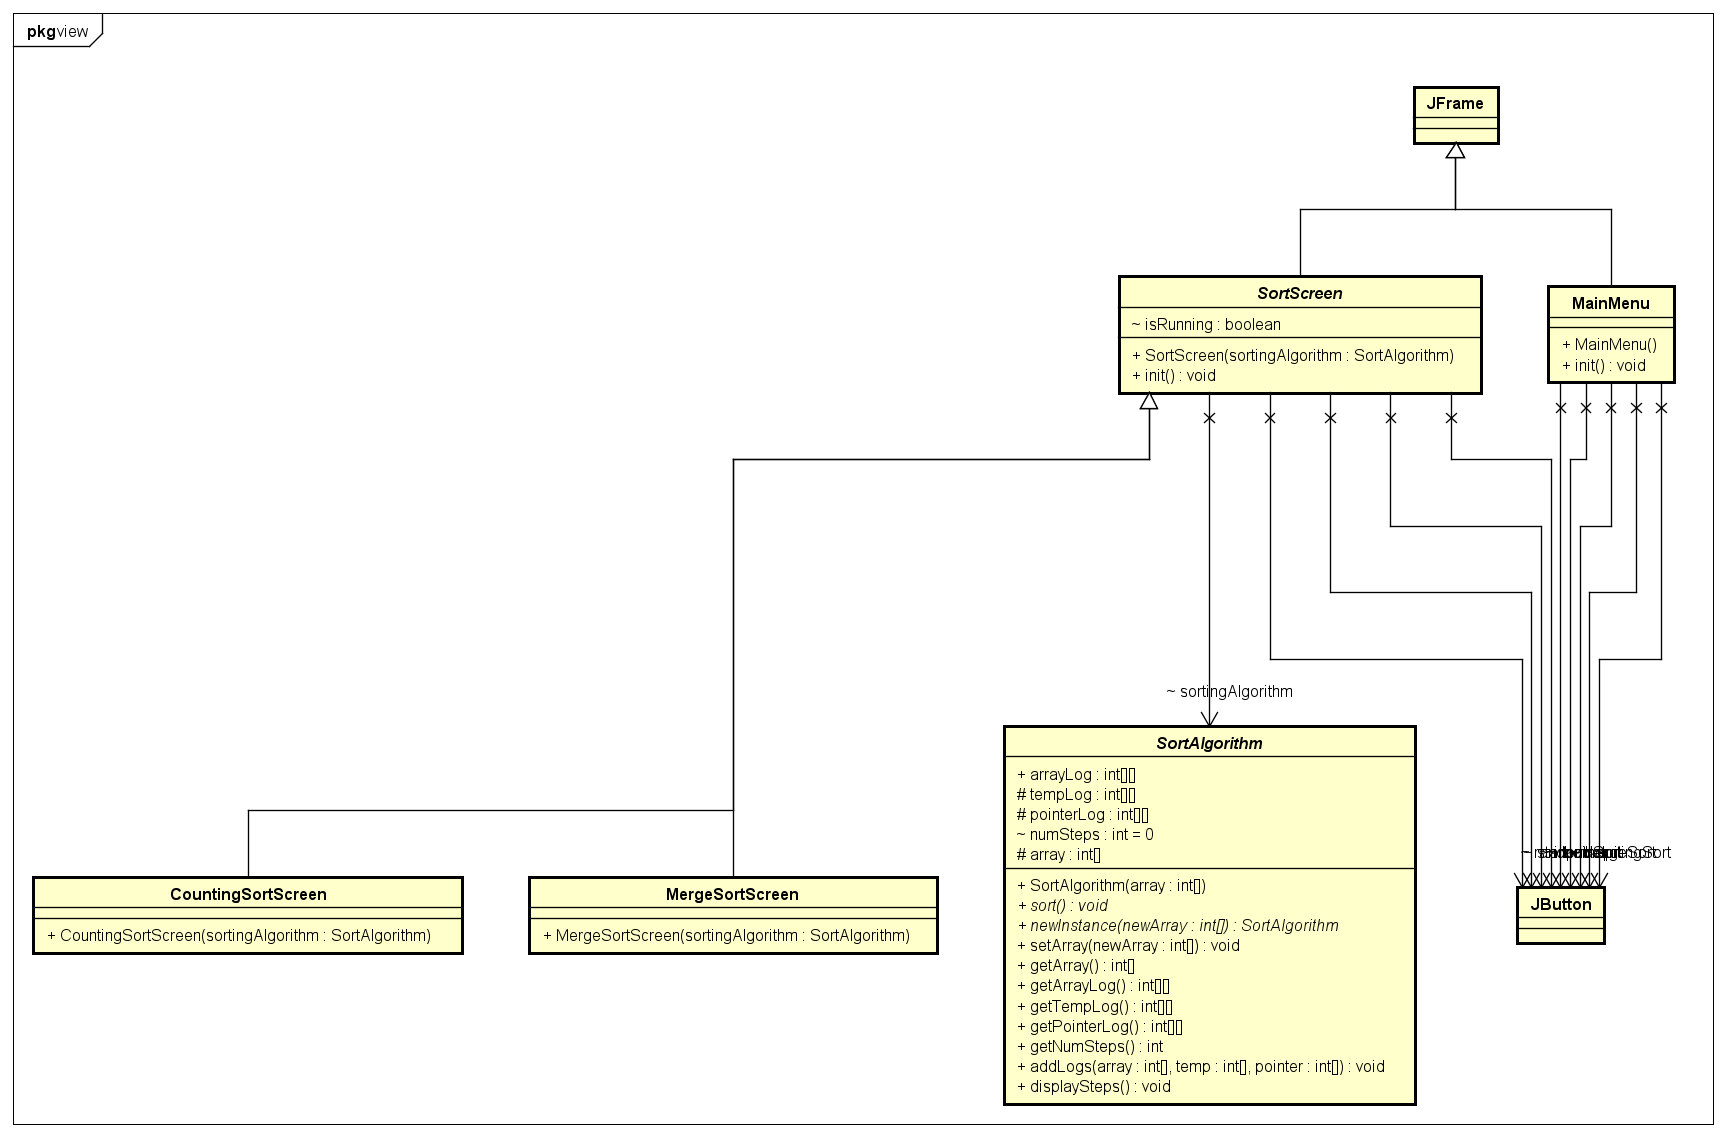 pkg view
JFrame
SortScreen
~ isRunning : boolean
+ SortScreen(sortingAlgorithm : SortAlgorithm)
+ init() : void
MainMenu
+ MainMenu()
+ init() : void
~ sortingAlgorithm
SortAlgorithm
+ arrayLog : int[][]
# tempLog : int[][]
# pointerLog : int[][]
~ numSteps : int = 0
# array : int[]
+ SortAlgorithm(array : int[])
+ sort() : void
+ newInstance(newArray : int[]) : SortAlgorithm
+ setArray(newArray : int[]) : void
+ getArray() : int[]
+ getArrayLog() : int[][]
+ getTempLog() : int[][]
+ getPointerLog() : int[][]
+ getNumSteps() : int
+ addLogs(array : int[], temp : int[], pointer : int[]) : void
+ displaySteps() : void
CountingSortScreen
+ CountingSortScreen(sortingAlgorithm : SortAlgorithm)
MergeSortScreen
+ MergeSortScreen(sortingAlgorithm : SortAlgorithm)
JButton